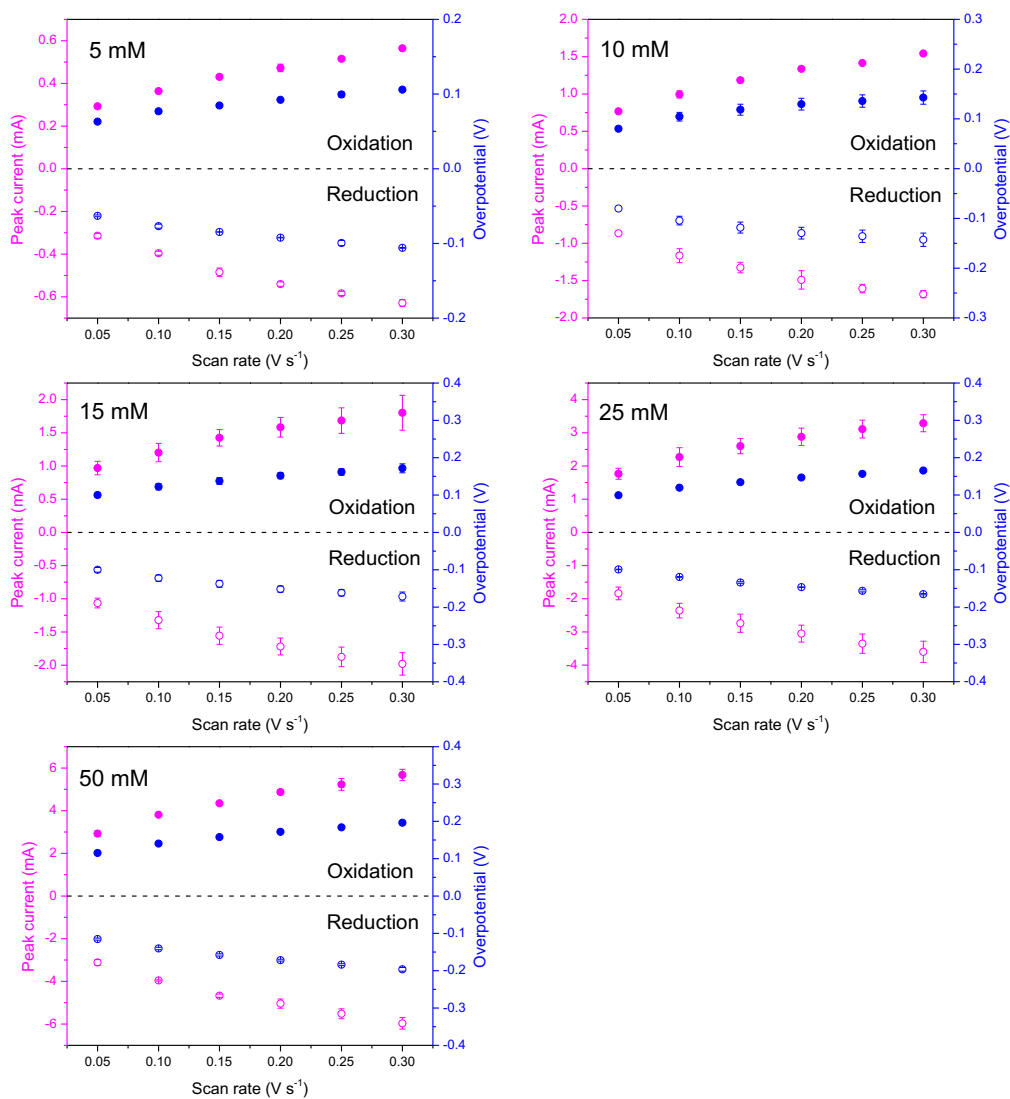 5 mM
Peak current (mA)
0.6
0.4
0.2
0.0
-0.2
-0.4
-0.6
Oxidation
Reduction
0.2
0.1
0.0
-0.1
-0.2
Overpotential (V)
0.05 0.10 0.15 0.20 0.25 0.30
Scan rate (V s⁻¹)
10 mM
Peak current (mA)
2.0
1.5
1.0
0.5
0.0
-0.5
-1.0
-1.5
-2.0
Oxidation
Reduction
0.3
0.2
0.1
0.0
-0.1
-0.2
-0.3
Overpotential (V)
0.05 0.10 0.15 0.20 0.25 0.30
Scan rate (V s⁻¹)
15 mM
Peak current (mA)
2.0
1.5
1.0
0.5
0.0
-0.5
-1.0
-1.5
-2.0
Oxidation
Reduction
0.4
0.3
0.2
0.1
0.0
-0.1
-0.2
-0.3
-0.4
Overpotential (V)
0.05 0.10 0.15 0.20 0.25 0.30
Scan rate (V s⁻¹)
25 mM
Peak current (mA)
4
3
2
1
0
-1
-2
-3
-4
Oxidation
Reduction
0.4
0.3
0.2
0.1
0.0
-0.1
-0.2
-0.3
-0.4
Overpotential (V)
0.05 0.10 0.15 0.20 0.25 0.30
Scan rate (V s⁻¹)
50 mM
Peak current (mA)
6
4
2
0
-2
-4
-6
Oxidation
Reduction
0.4
0.3
0.2
0.1
0.0
-0.1
-0.2
-0.3
-0.4
Overpotential (V)
0.05 0.10 0.15 0.20 0.25 0.30
Scan rate (V s⁻¹)